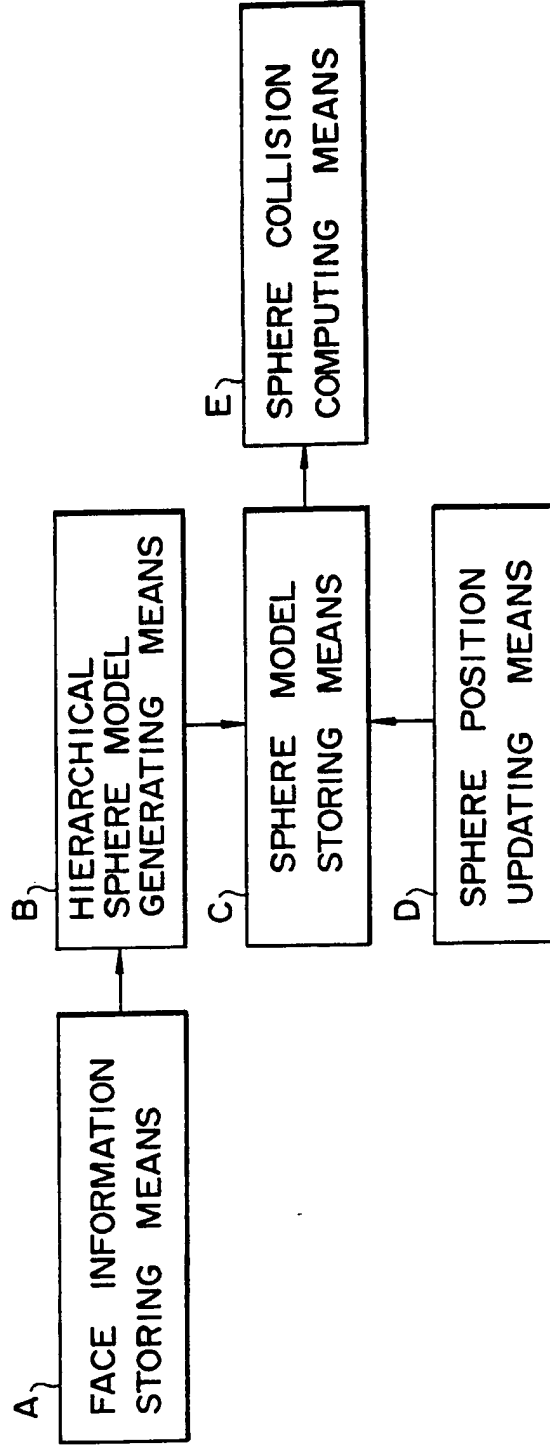 A
FACE INFORMATION
STORING MEANS
B
HIERARCHICAL
SPHERE MODEL
GENERATING MEANS
C
SPHERE MODEL
STORING MEANS
D
SPHERE POSITION
UPDATING MEANS
E
SPHERE COLLISION
COMPUTING MEANS